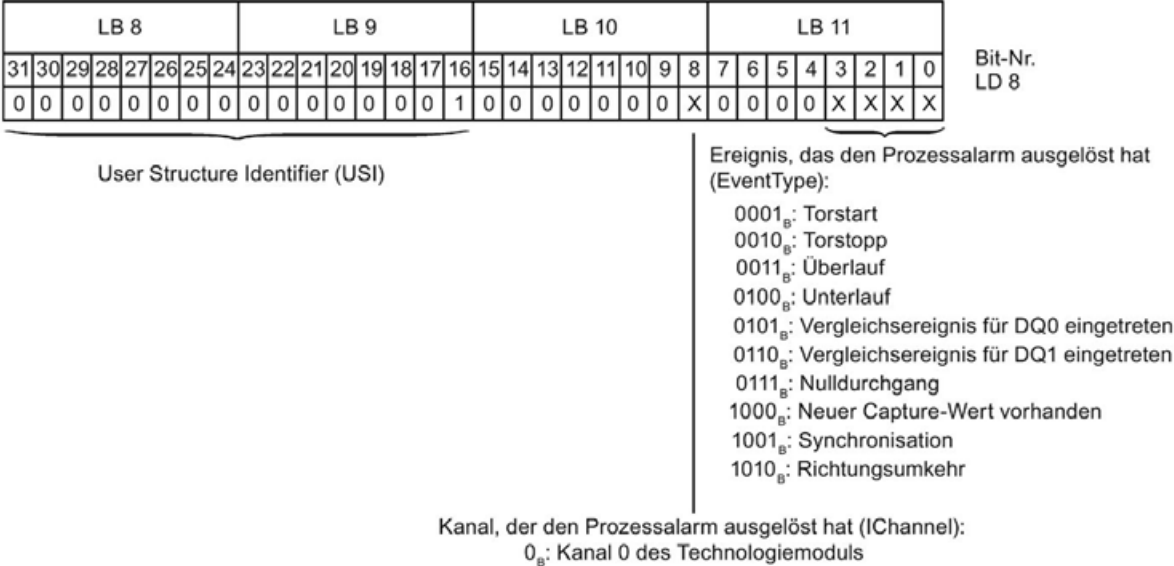 LB 8 LB 9 LB 10 LB 11
31 30 29 28 27 26 25 24 23 22 21 20 19 18 17 16 15 14 13 12 11 10 9 8 7 6 5 4 3 2 1 0 Bit-Nr.
0 0 0 0 0 0 0 0 0 0 0 0 0 0 0 1 0 0 0 0 0 0 0 X 0 0 0 0 X X X X LD 8
User Structure Identifier (USI)
Ereignis, das den Prozessalarm ausgelöst hat
(EventType):
0001B: Torstart
0010B: Torstopp
0011B: Überlauf
0100B: Unterlauf
0101B: Vergleichsereignis für DQ0 eingetreten
0110B: Vergleichsereignis für DQ1 eingetreten
0111B: Nulldurchgang
1000B: Neuer Capture-Wert vorhanden
1001B: Synchronisation
1010B: Richtungsumkehr
Kanal, der den Prozessalarm ausgelöst hat (IChannel):
0B: Kanal 0 des Technologiemoduls